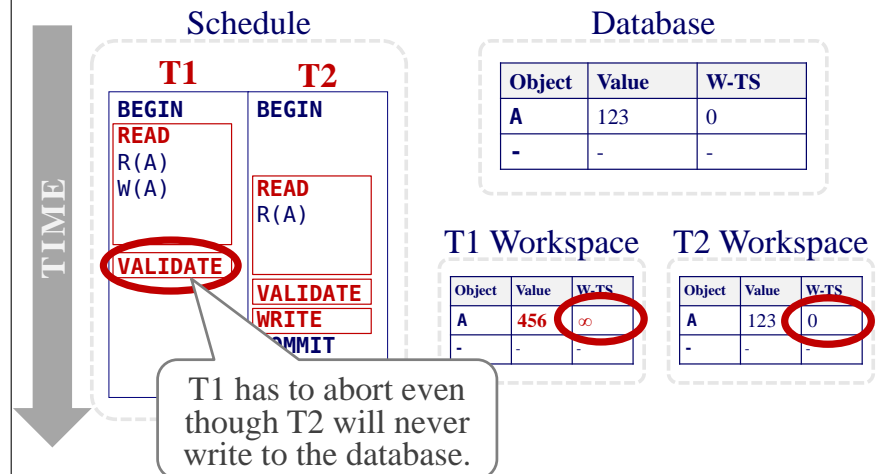 Schedule
Database
TIME
T1
T2
BEGIN
READ
R(A)
W(A)
VALIDATE
BEGIN
READ
R(A)
VALIDATE
WRITE
COMMIT
T1 has to abort even
though T2 will never
write to the database.
Object Value W-TS
A 123 0
- - -
T1 Workspace
Object Value W-TS
A 456 ∞
- - -
T2 Workspace
Object Value W-TS
A 123 0
- - -